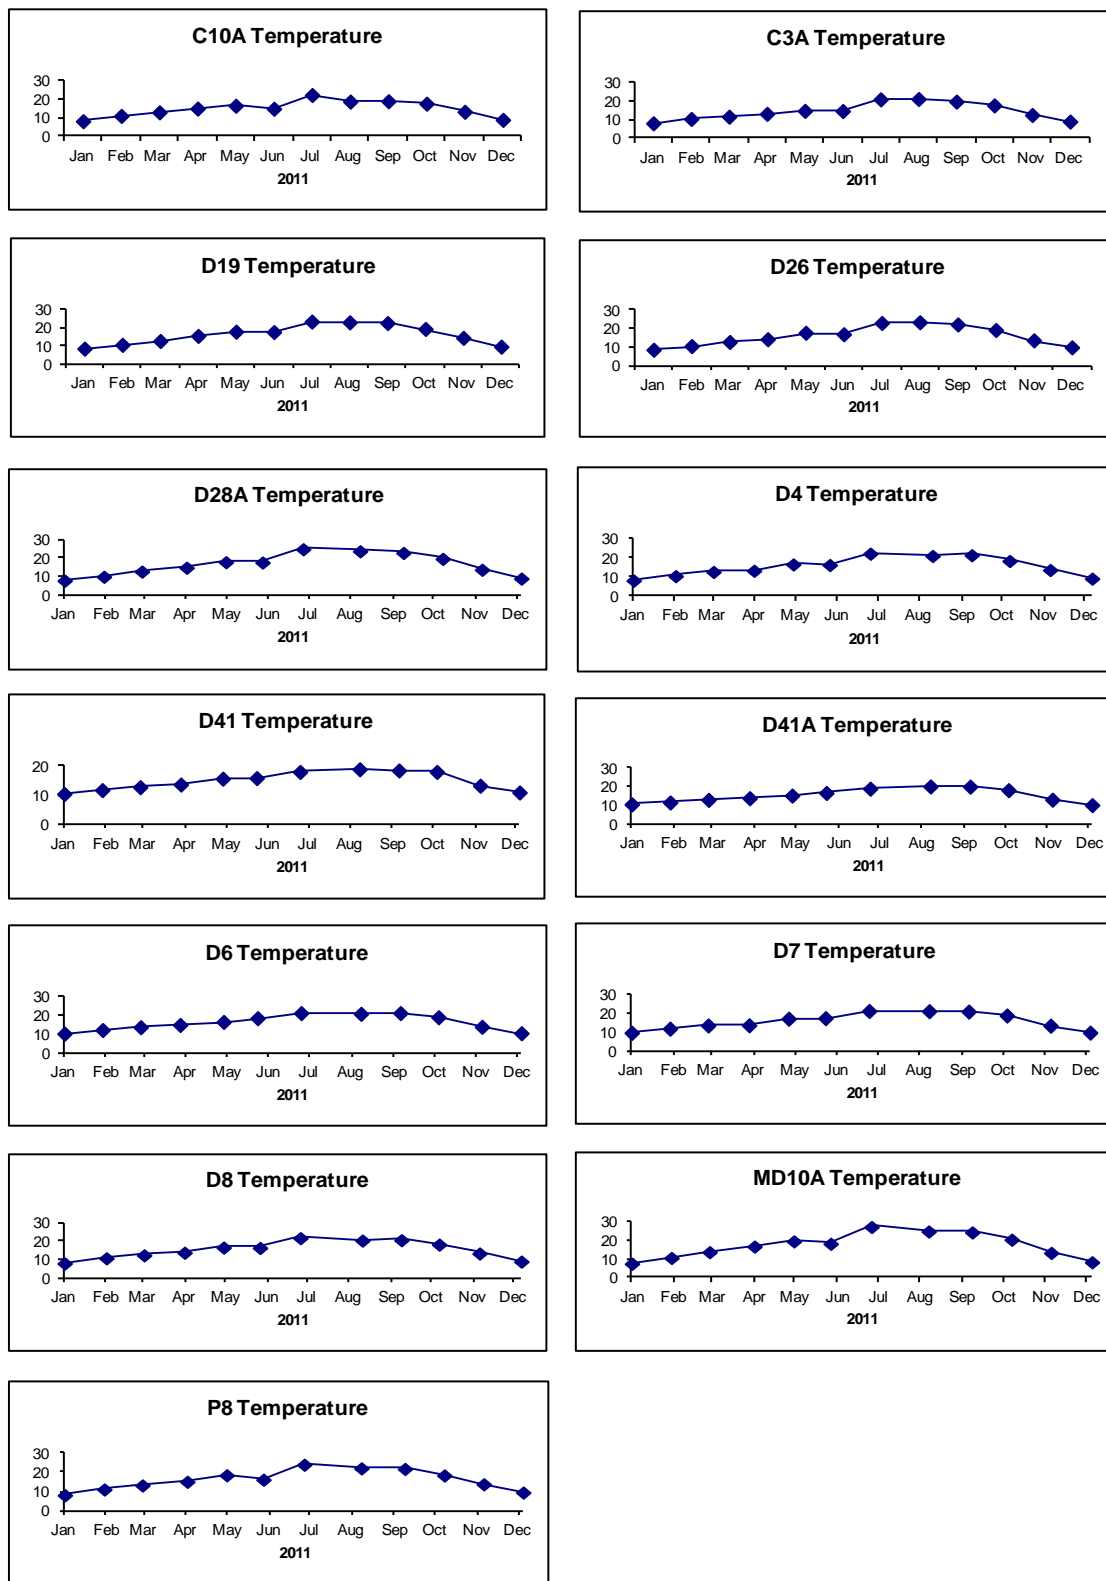 C10A Temperature
30
20
10
0
Jan Feb Mar Apr May Jun Jul Aug Sep Oct Nov Dec
2011
C3A Temperature
30
20
10
0
Jan Feb Mar Apr May Jun Jul Aug Sep Oct Nov Dec
2011
D19 Temperature
30
20
10
0
Jan Feb Mar Apr May Jun Jul Aug Sep Oct Nov Dec
2011
D26 Temperature
30
20
10
0
Jan Feb Mar Apr May Jun Jul Aug Sep Oct Nov Dec
2011
D28A Temperature
30
20
10
0
Jan Feb Mar Apr May Jun Jul Aug Sep Oct Nov Dec
2011
D4 Temperature
30
20
10
0
Jan Feb Mar Apr May Jun Jul Aug Sep Oct Nov Dec
2011
D41 Temperature
20
10
0
Jan Feb Mar Apr May Jun Jul Aug Sep Oct Nov Dec
2011
D41A Temperature
30
20
10
0
Jan Feb Mar Apr May Jun Jul Aug Sep Oct Nov Dec
2011
D6 Temperature
30
20
10
0
Jan Feb Mar Apr May Jun Jul Aug Sep Oct Nov Dec
2011
D7 Temperature
30
20
10
0
Jan Feb Mar Apr May Jun Jul Aug Sep Oct Nov Dec
2011
D8 Temperature
30
20
10
0
Jan Feb Mar Apr May Jun Jul Aug Sep Oct Nov Dec
2011
MD10A Temperature
30
20
10
0
Jan Feb Mar Apr May Jun Jul Aug Sep Oct Nov Dec
2011
P8 Temperature
30
20
10
0
Jan Feb Mar Apr May Jun Jul Aug Sep Oct Nov Dec
2011